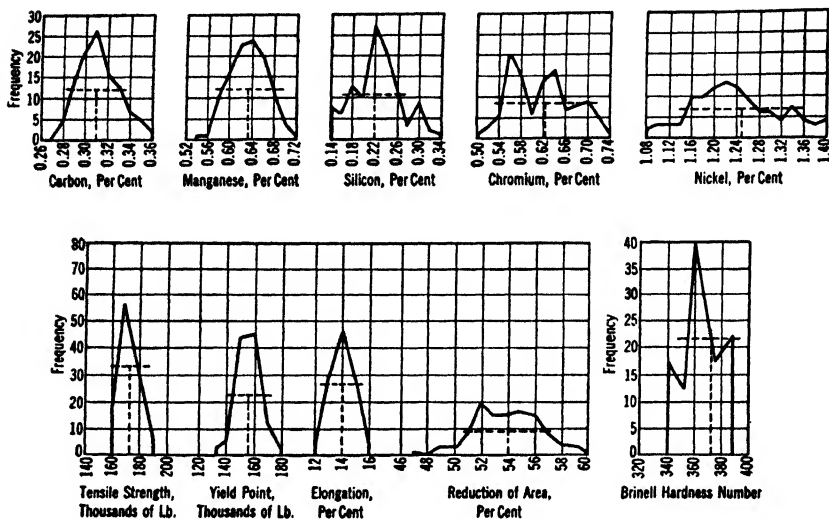 30
25
20
15
10
5
0
Frequency
0.26 0.28 0.30 0.32 0.34 0.36
Carbon, Per Cent
0.52 0.56 0.60 0.64 0.68 0.72
Manganese, Per Cent
0.14 0.18 0.22 0.26 0.30 0.34
Silicon, Per Cent
0.50 0.54 0.58 0.62 0.66 0.70 0.74
Chromium, Per Cent
1.08 1.12 1.16 1.20 1.24 1.28 1.32 1.36 1.40
Nickel, Per Cent
80
70
60
50
40
30
20
10
0
Frequency
140 160 180 200
Tensile Strength,
Thousands of Lb.
120 140 160 180
Yield Point,
Thousands of Lb.
12 14 16
Elongation,
Per Cent
46 48 50 52 54 56 58 60
Reduction of Area,
Per Cent
40
35
30
25
20
15
10
5
0
Frequency
320 340 360 380 400
Brinell Hardness Number